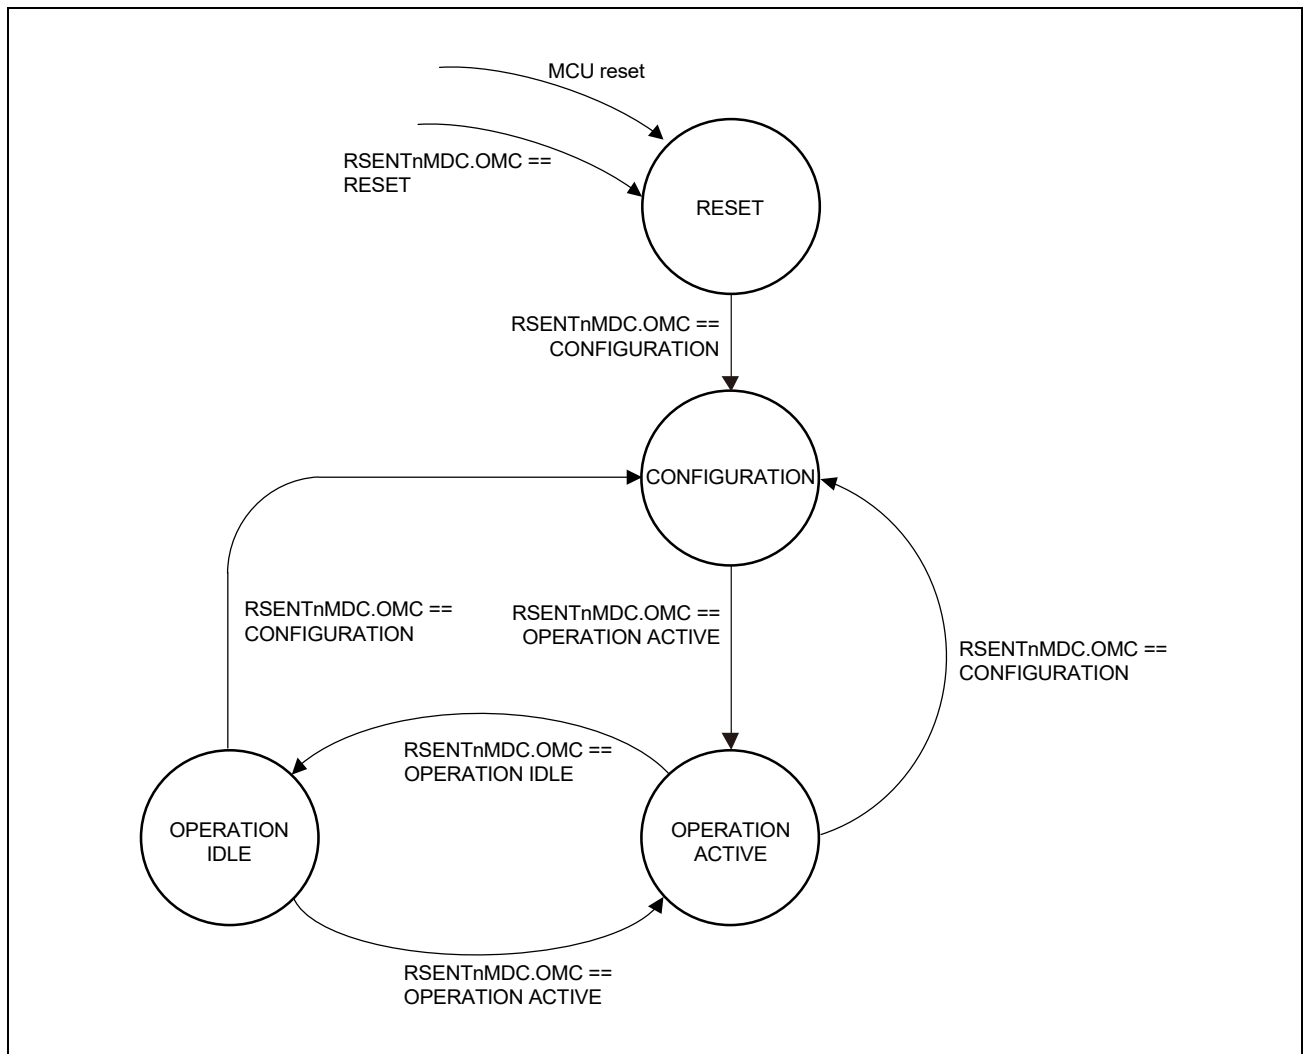 MCU reset
RSENTnMDC.OMC ==
RESET
RESET
RSENTnMDC.OMC ==
CONFIGURATION
CONFIGURATION
RSENTnMDC.OMC ==
CONFIGURATION
RSENTnMDC.OMC ==
OPERATION ACTIVE
RSENTnMDC.OMC ==
CONFIGURATION
RSENTnMDC.OMC ==
OPERATION IDLE
OPERATION
IDLE
OPERATION
ACTIVE
RSENTnMDC.OMC ==
OPERATION ACTIVE